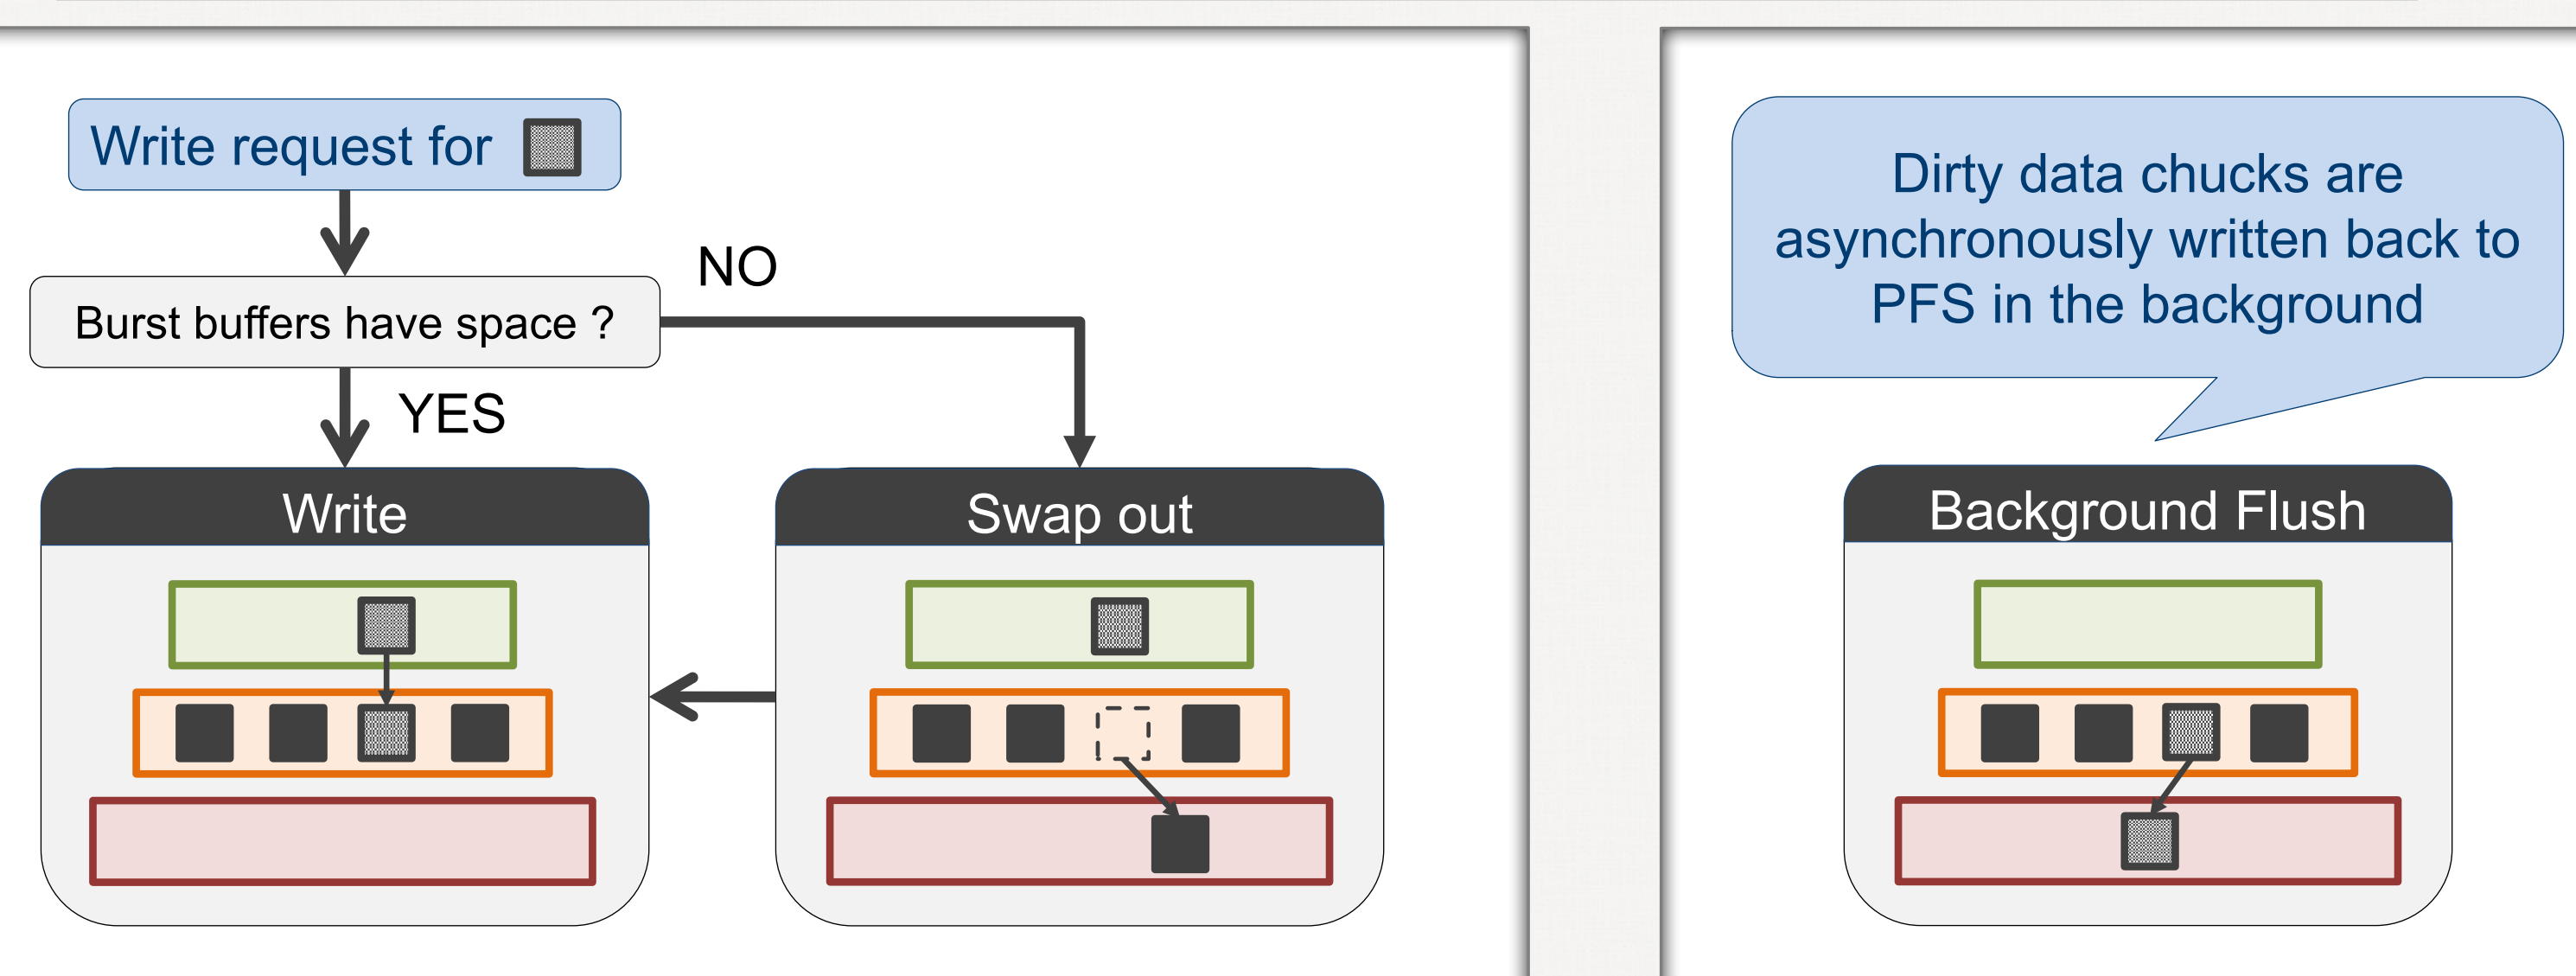 Write request for
Burst buffers have space ?
NO
YES
Write
Swap out
Dirty data chucks are
asynchronously written back to
PFS in the background
Background Flush